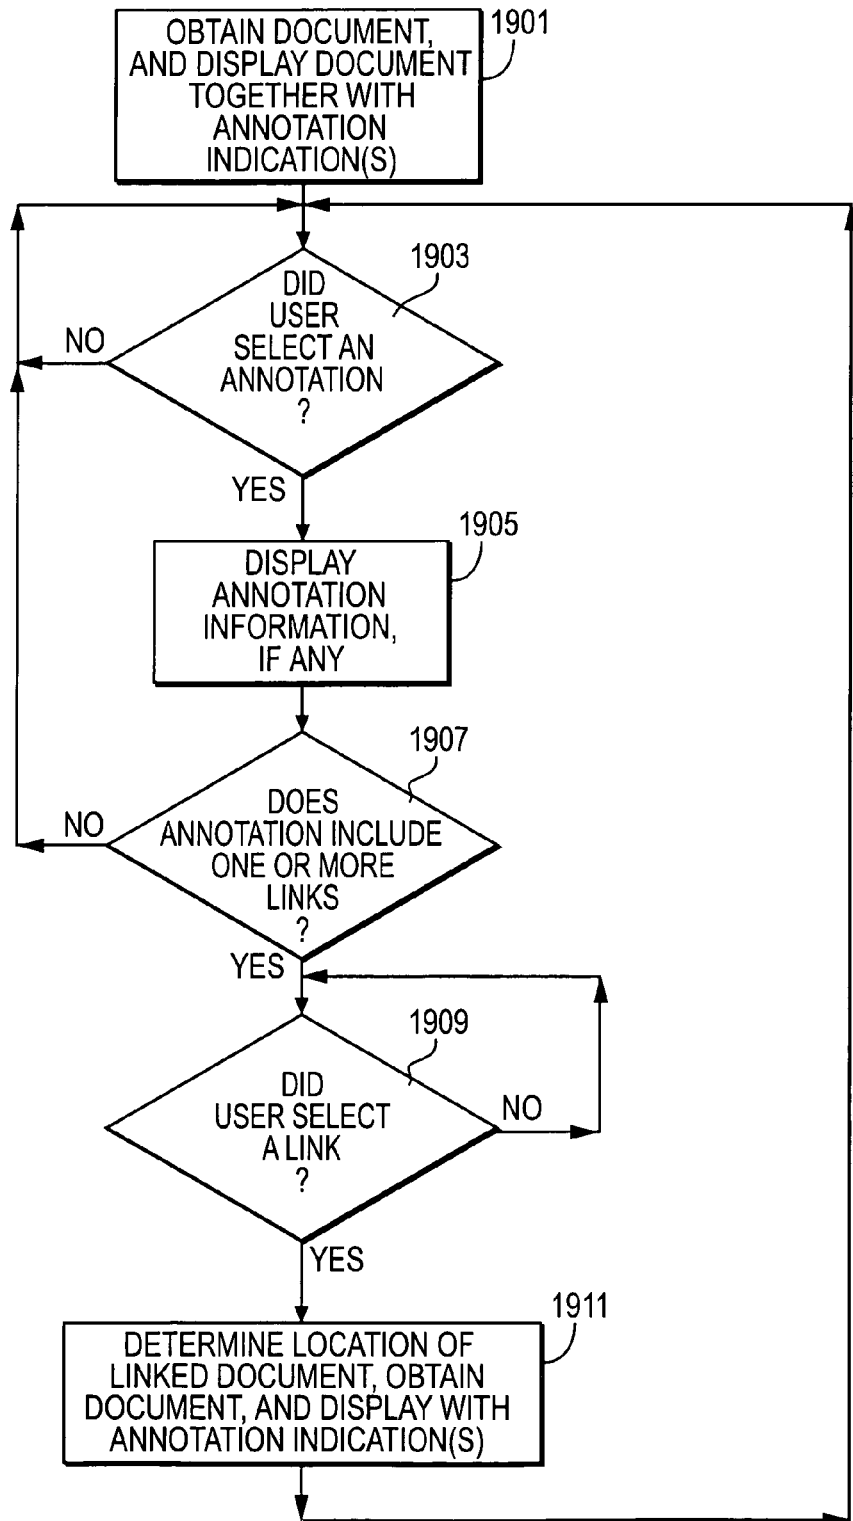 OBTAIN DOCUMENT,
AND DISPLAY DOCUMENT
TOGETHER WITH
ANNOTATION
INDICATION(S)
1901
DID
USER
SELECT AN
ANNOTATION
?
1903
NO
YES
DISPLAY
ANNOTATION
INFORMATION,
IF ANY
1905
DOES
ANNOTATION INCLUDE
ONE OR MORE
LINKS
?
1907
NO
YES
DID
USER SELECT
A LINK
?
1909
NO
YES
DETERMINE LOCATION OF
LINKED DOCUMENT, OBTAIN
DOCUMENT, AND DISPLAY WITH
ANNOTATION INDICATION(S)
1911